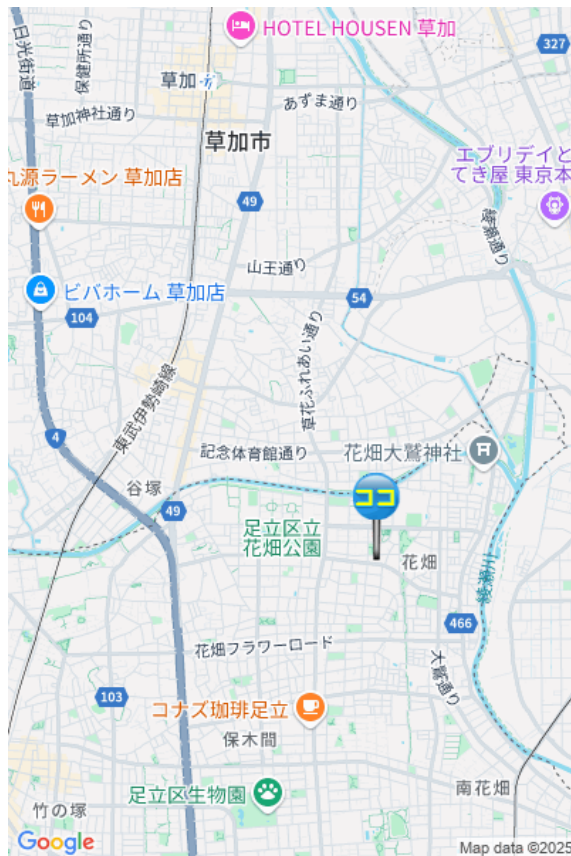 HOTEL HOUSEN 草加
日光街道
保健所通り
327
草加
あずま通り
草加神社通り
草加市
エブリデイと
てき屋 東京本
丸源ラーメン 草加店
49
綾瀬通り
山王通り
ビバホーム 草加店
54
104
草花ふれあい通り
東武伊勢崎線
4
記念体育館通り
花畑大鷲神社
谷塚
ココ
49
足立区立
花畑公園
花畑
綾瀬川
466
花畑フラワーロード
大鷲通り
103
コナズ珈琲足立
保木間
足立区生物園
南花畑
竹の塚
Google
Map data ©2025